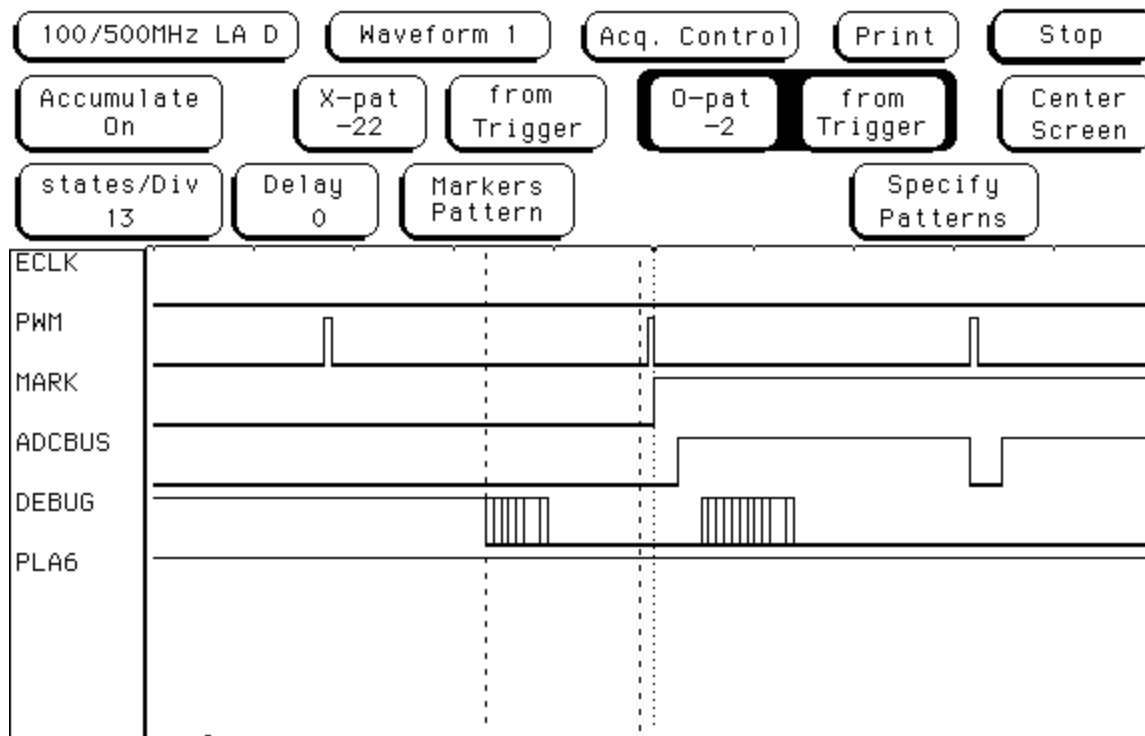 100/500MHz LA D
Waveform 1
Acq. Control
Print
Stop
Accumulate
On
X-pat
-22
from
Trigger
O-pat
-2
from
Trigger
Center
Screen
states/Div
13
Delay
0
Markers
Pattern
Specify
Patterns
ECLK
PWM
MARK
ADCBUS
DEBUG
PLA6